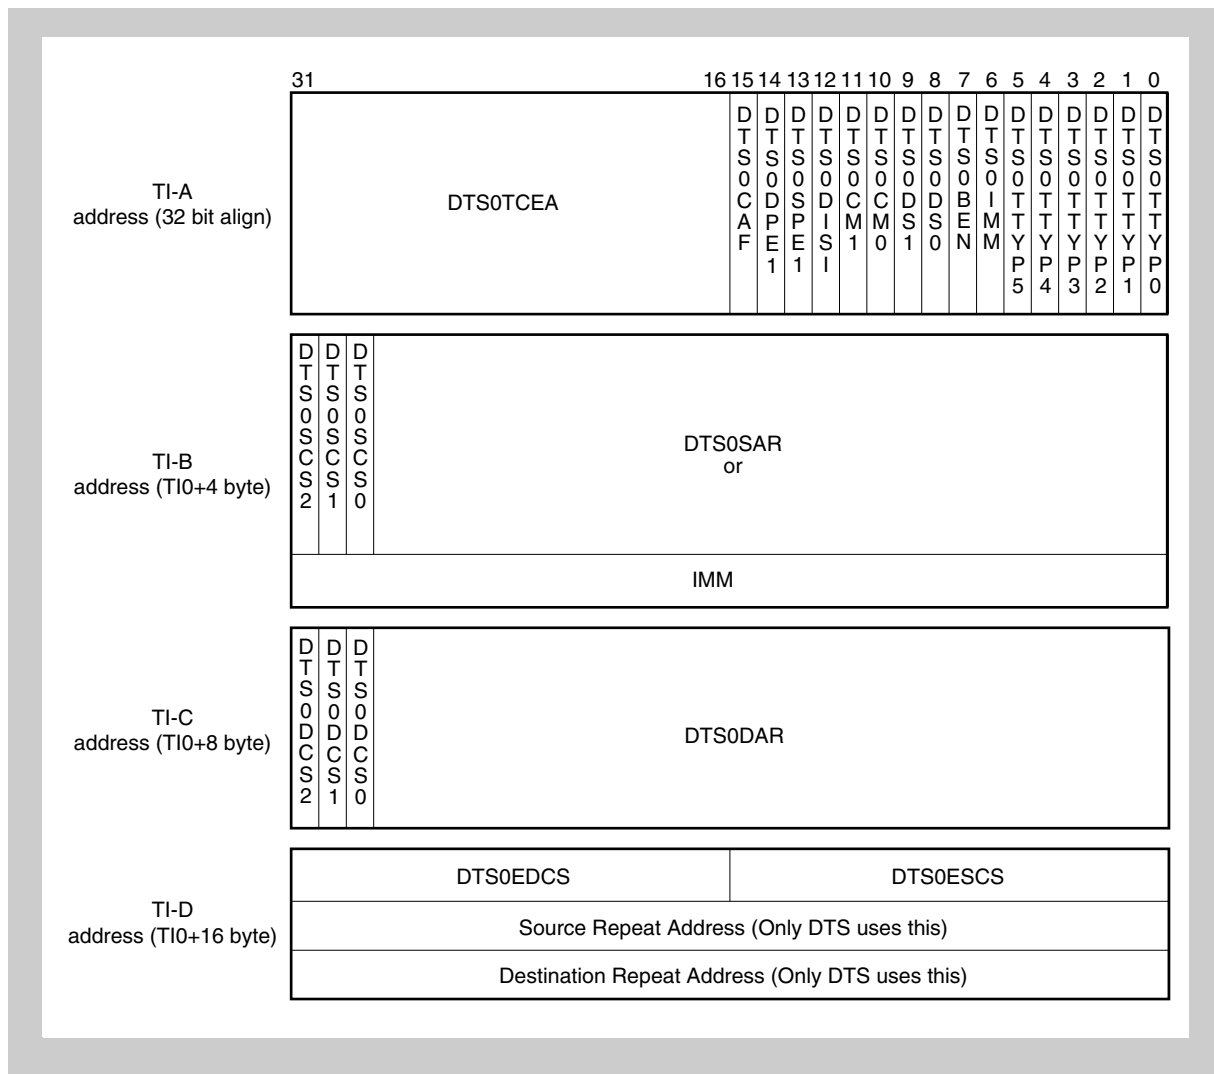 31 16 15 14 13 12 11 10 9 8 7 6 5 4 3 2 1 0
TI-A
address (32 bit align)
DTS0TCEA
DTS0CAF
DTS0DPE1
DTS0SPE1
DTS0DISI
DTS0CM1
DTS0CM0
DTS0DS1
DTS0DS0
DTS0BEN
DTS0IMM
DTS0TTYP5
DTS0TTYP4
DTS0TTYP3
DTS0TTYP2
DTS0TTYP1
DTS0TTYP0
TI-B
address (TI0+4 byte)
DTS0SCS2
DTS0SCS1
DTS0SCS0
DTS0SAR
or
IMM
TI-C
address (TI0+8 byte)
DTS0DCS2
DTS0DCS1
DTS0DCS0
DTS0DAR
TI-D
address (TI0+16 byte)
DTS0EDCS
DTS0ESCS
Source Repeat Address (Only DTS uses this)
Destination Repeat Address (Only DTS uses this)